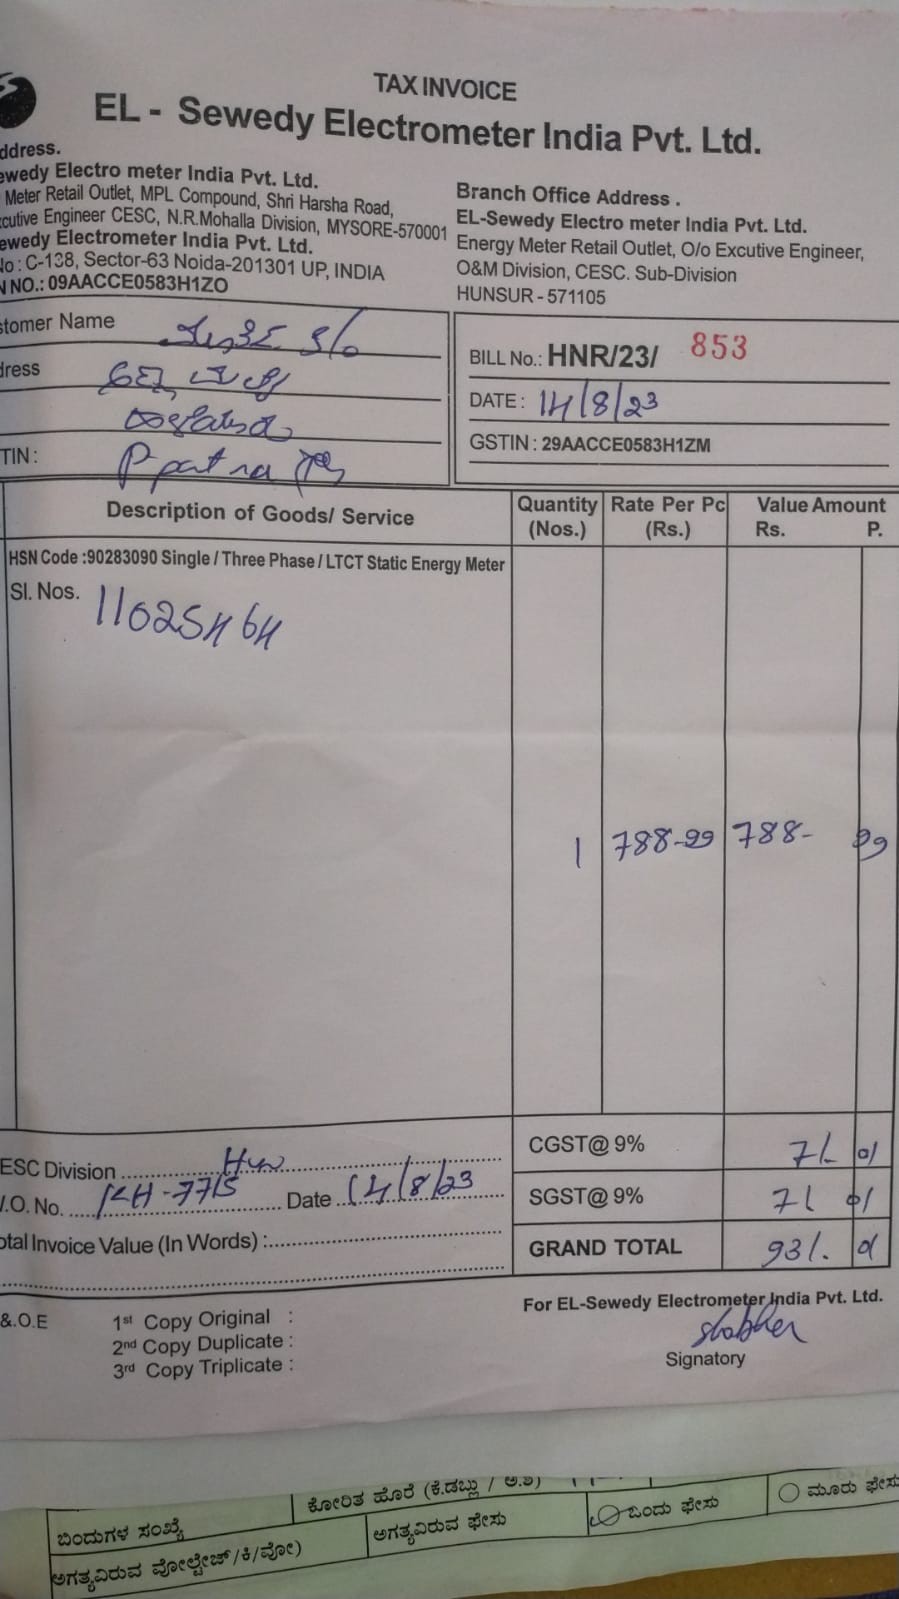 TAX INVOICE
EL - Sewedy Electrometer India Pvt. Ltd.
ddress.
ewedy Electro meter India Pvt. Ltd.
Meter Retail Outlet, MPL Compound, Shri Harsha Road,
cutive Engineer CESC, N.R.Mohalla Division, MYSORE-570001
ewedy Electrometer India Pvt. Ltd.
No : C-138, Sector-63 Noida-201301 UP, INDIA
N NO.: 09AACCE0583H1ZO
Branch Office Address .
EL-Sewedy Electro meter India Pvt. Ltd.
Energy Meter Retail Outlet, O/o Excutive Engineer,
O&M Division, CESC. Sub-Division
HUNSUR - 571105
stomer Name
dress
TIN :
BILL No.: HNR/23/ 853
DATE : 14/8/23
GSTIN : 29AACCE0583H1ZM
Description of Goods/ Service
Quantity (Nos.)
Rate Per Pc (Rs.)
Value Amount Rs. P.
HSN Code :90283090 Single / Three Phase / LTCT Static Energy Meter
Sl. Nos. 11025464
1 788-99 788- 99
ESC Division Hun
/.O. No. KH-7715 Date 14/8/23
otal Invoice Value (In Words) :
CGST@ 9% 71 01
SGST@ 9% 71 01
GRAND TOTAL 931. 01
&.O.E
1st Copy Original :
2nd Copy Duplicate :
3rd Copy Triplicate :
For EL-Sewedy Electrometer India Pvt. Ltd.
Signatory
ಕೋರಿತ ಹೊರೆ (ಕೆ.ಡಬ್ಲು / ಅ.ಶ)
ಬಿಂದುಗಳ ಸಂಖ್ಯೆ
ಅಗತ್ಯವಿರುವ ಫೇಸು
ಒಂದು ಫೇಸು
ಮೂರು ಫೇಸು
ಅಗತ್ಯವಿರುವ ವೋಲ್ಟೇಜ್/ಕಿ/ವೋ)